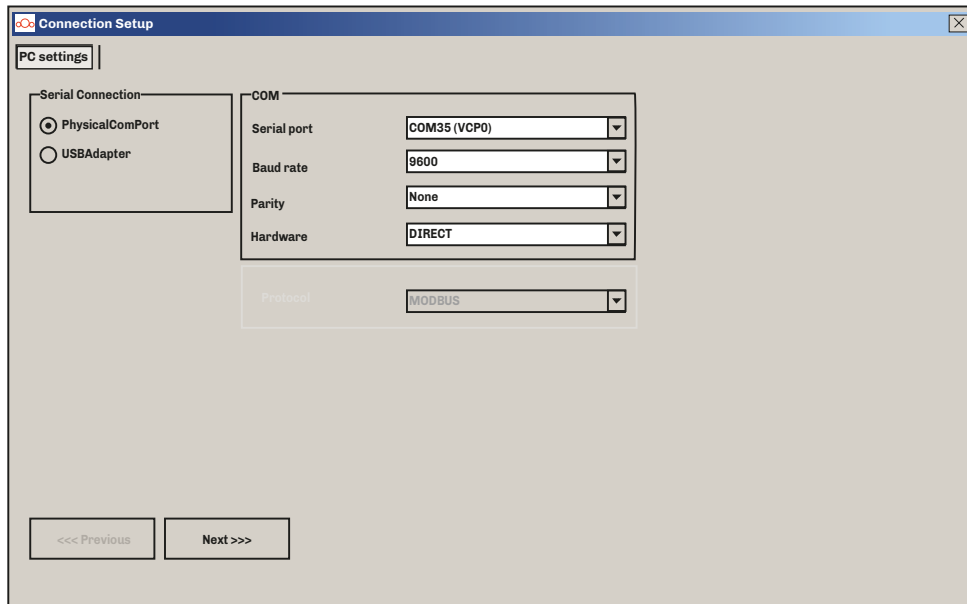 Connection Setup
PC settings
Serial Connection
PhysicalComPort
USBAdapter
COM
Serial port
COM35 (VCP0)
Baud rate
9600
Parity
None
Hardware
DIRECT
Protocol
MODBUS
<<< Previous
Next >>>